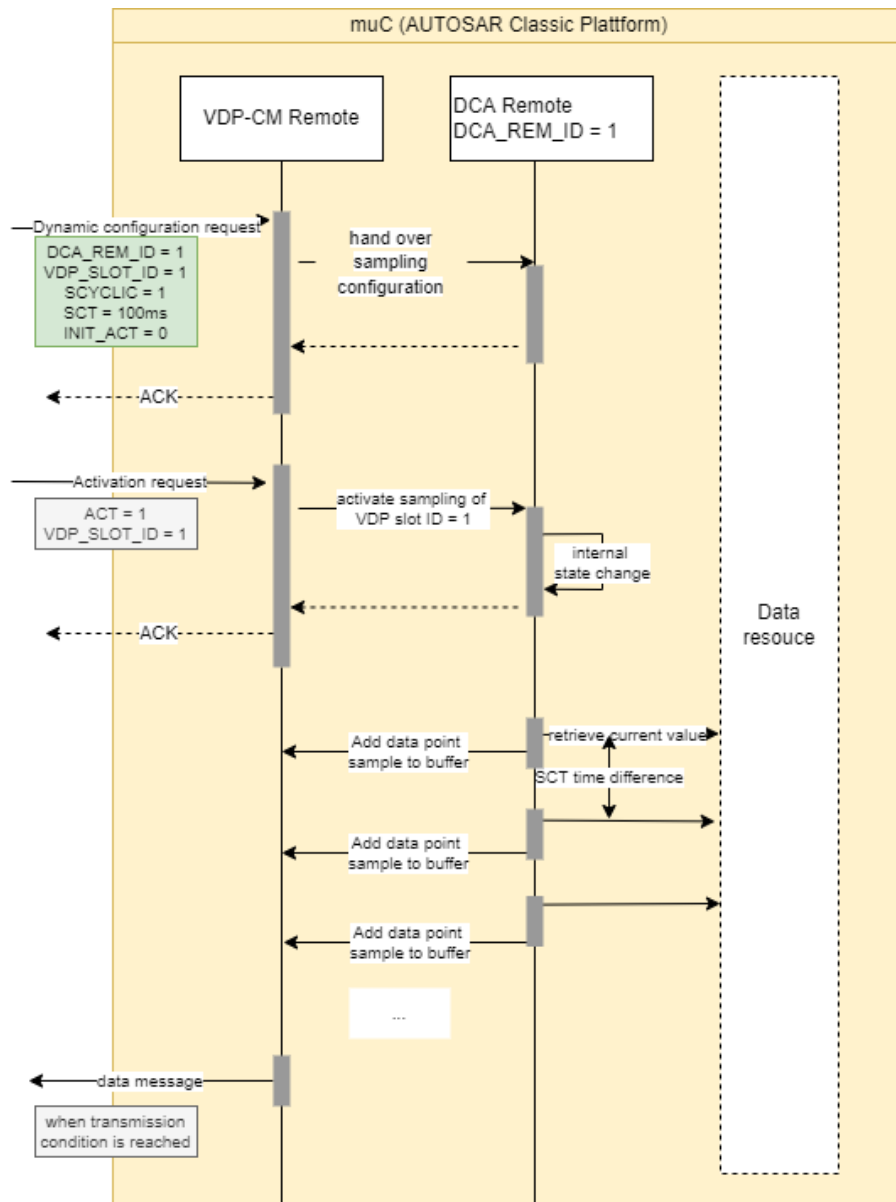 muC (AUTOSAR Classic Plattform)
VDP-CM Remote
DCA Remote
DCA_REM_ID = 1
Dynamic configuration request
DCA_REM_ID = 1
VDP_SLOT_ID = 1
SCYCLIC = 1
SCT = 100ms
INIT_ACT = 0
hand over
sampling
configuration
ACK
Activation request
ACT = 1
VDP_SLOT_ID = 1
activate sampling of
VDP slot ID = 1
internal
state change
ACK
Data
resouce
retrieve current value
Add data point
sample to buffer
SCT time difference
Add data point
sample to buffer
Add data point
sample to buffer
...
data message
when transmission
condition is reached